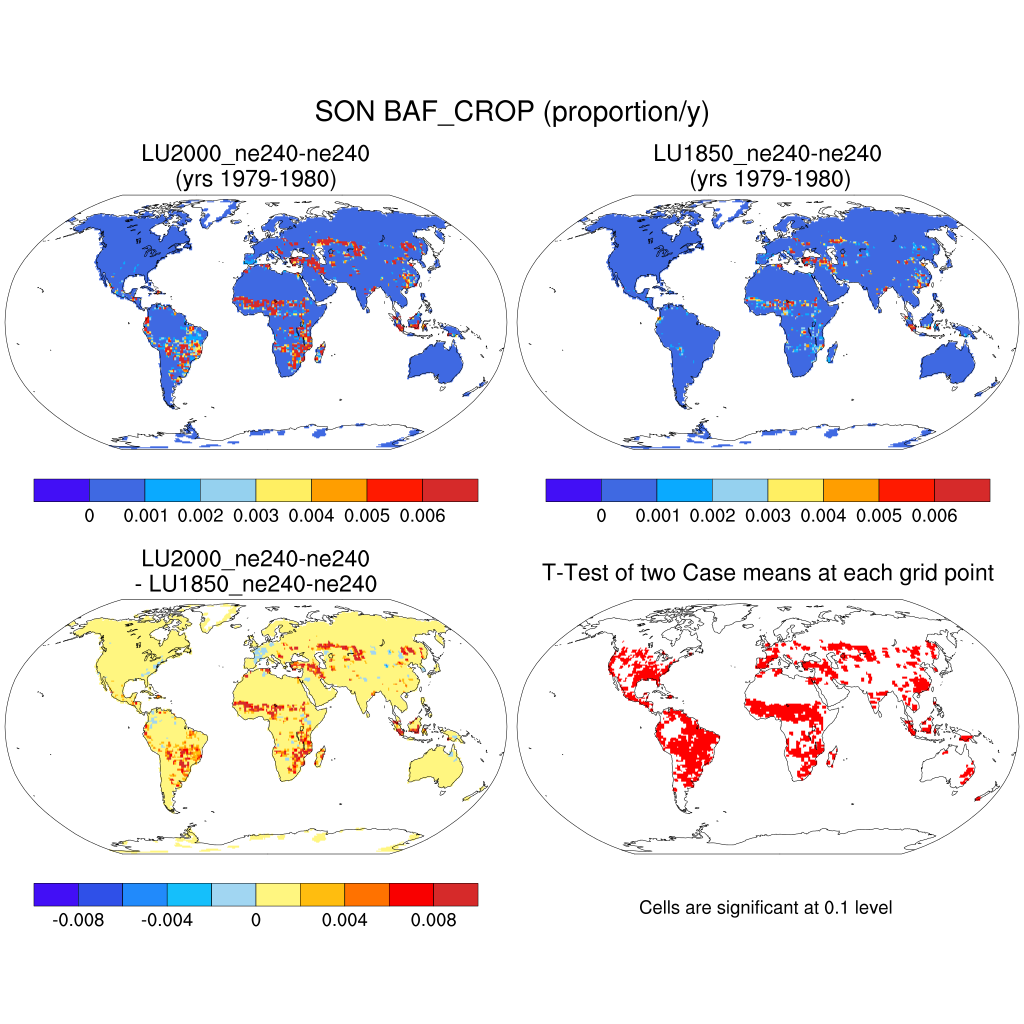 SON BAF_CROP (proportion/y)
LU2000_ne240-ne240
(yrs 1979-1980)
LU1850_ne240-ne240
(yrs 1979-1980)
0 0.001 0.002 0.003 0.004 0.005 0.006
0 0.001 0.002 0.003 0.004 0.005 0.006
LU2000_ne240-ne240
- LU1850_ne240-ne240
T-Test of two Case means at each grid point
-0.008 -0.004 0 0.004 0.008
Cells are significant at 0.1 level